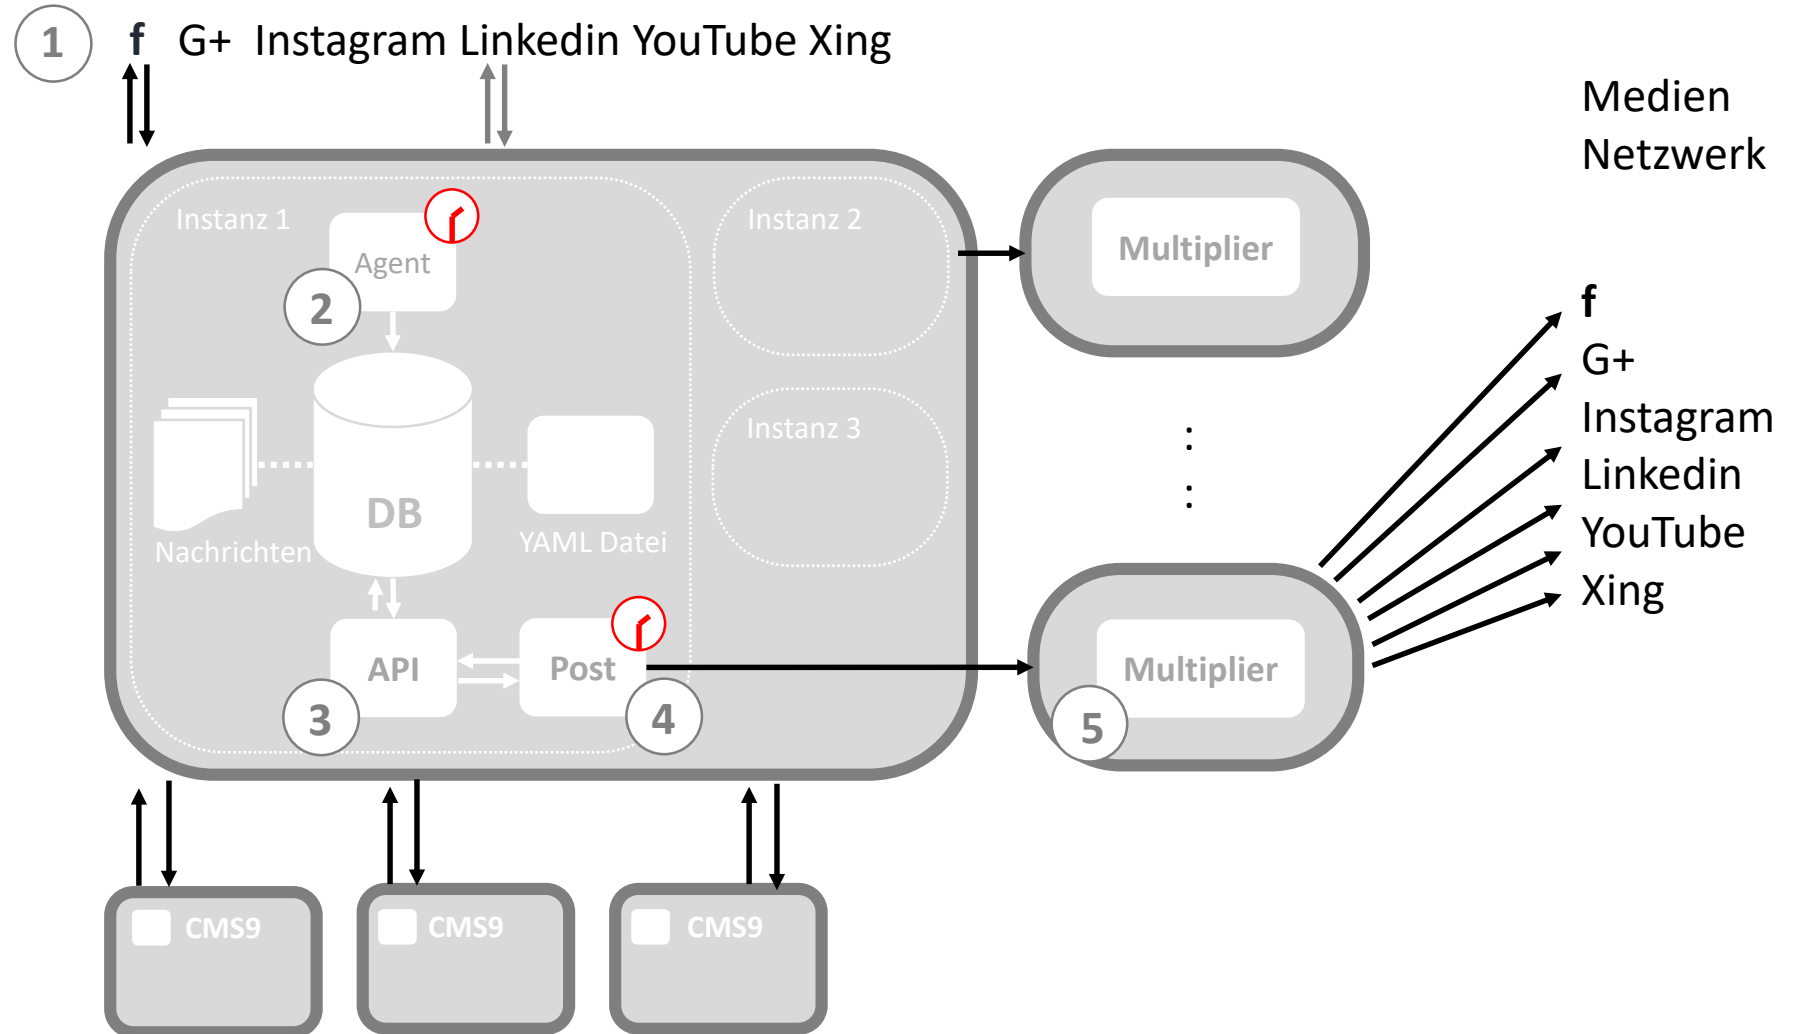 1 f G+ Instagram Linkedin YouTube Xing
Medien
Netzwerk
Instanz 1
Agent
2
Instanz 2
Multiplier
Instanz 3
:
:
DB
Nachrichten
YAML Datei
API
3
Post
4
Multiplier
5
f
G+
Instagram
Linkedin
YouTube
Xing
CMS9
CMS9
CMS9